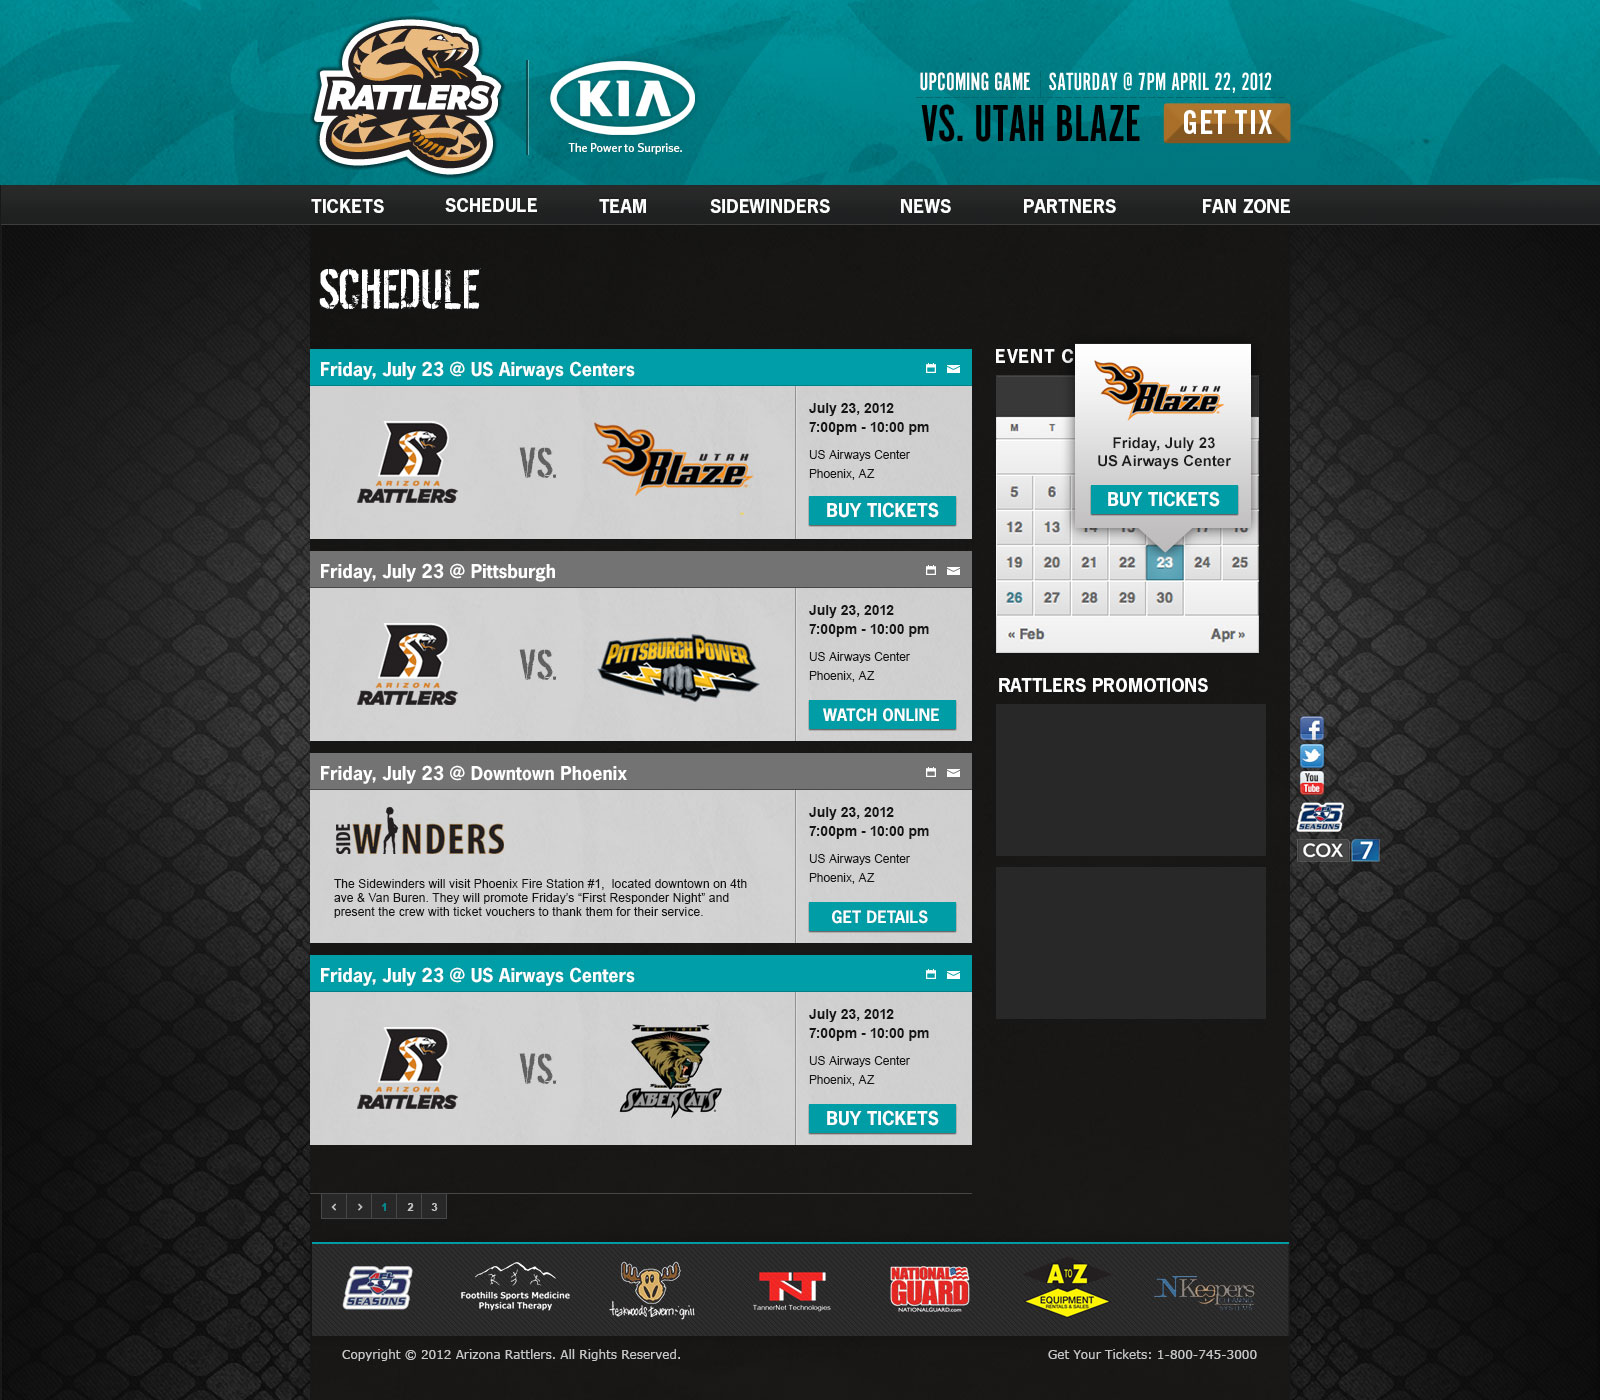 RATTLERS
KIA
The Power to Surprise.
UPCOMING GAME SATURDAY @ 7PM APRIL 22, 2012
VS. UTAH BLAZE GET TIX
TICKETS SCHEDULE TEAM SIDEWINDERS NEWS PARTNERS FAN ZONE
SCHEDULE
Friday, July 23 @ US Airways Centers
ARIZONA
RATTLERS
VS.
UTAH
Blaze
July 23, 2012
7:00pm - 10:00 pm
US Airways Center
Phoenix, AZ
BUY TICKETS
Friday, July 23 @ Pittsburgh
ARIZONA
RATTLERS
VS.
PITTSBURGH POWER
July 23, 2012
7:00pm - 10:00 pm
US Airways Center
Phoenix, AZ
WATCH ONLINE
Friday, July 23 @ Downtown Phoenix
SIDE WINDERS
The Sidewinders will visit Phoenix Fire Station #1, located downtown on 4th
ave & Van Buren. They will promote Friday's “First Responder Night” and
present the crew with ticket vouchers to thank them for their service.
July 23, 2012
7:00pm - 10:00 pm
US Airways Center
Phoenix, AZ
GET DETAILS
Friday, July 23 @ US Airways Centers
ARIZONA
RATTLERS
VS.
SABERCATS
July 23, 2012
7:00pm - 10:00 pm
US Airways Center
Phoenix, AZ
BUY TICKETS
< > 1 2 3
EVENT C
UTAH
Blaze
Friday, July 23
US Airways Center
BUY TICKETS
M T
5 6
12 13 14 15 17 18
19 20 21 22 23 24 25
26 27 28 29 30
« Feb Apr »
RATTLERS PROMOTIONS
You
Tube
25
SEASONS
COX 7
25
SEASONS
Foothills Sports Medicine
Physical Therapy
teakwoods tavern + grill
TNT
TannerNet Technologies
NATIONAL
GUARD
NATIONALGUARD.com
A TO Z
EQUIPMENT
RENTALS & SALES
NKeepers
Copyright © 2012 Arizona Rattlers. All Rights Reserved.
Get Your Tickets: 1-800-745-3000